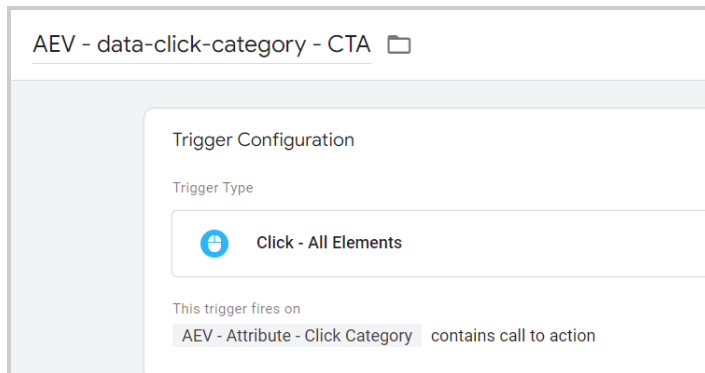 AEV - data-click-category - CTA
Trigger Configuration
Trigger Type
Click - All Elements
This trigger fires on
AEV - Attribute - Click Category contains call to action